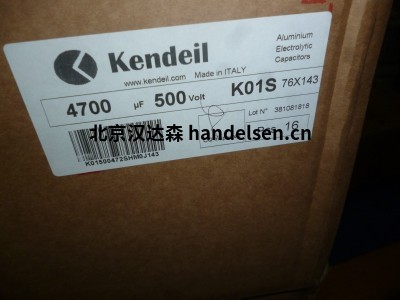 Kendeil
www.kendeil.com Made in ITALY
Aluminium
Electrolytic
Capacitors
4700 µF 500 Volt K01S 76X143
Lot N° 381081818
北京汉达森 handelsen.cn
16
K01500472SHM0J143